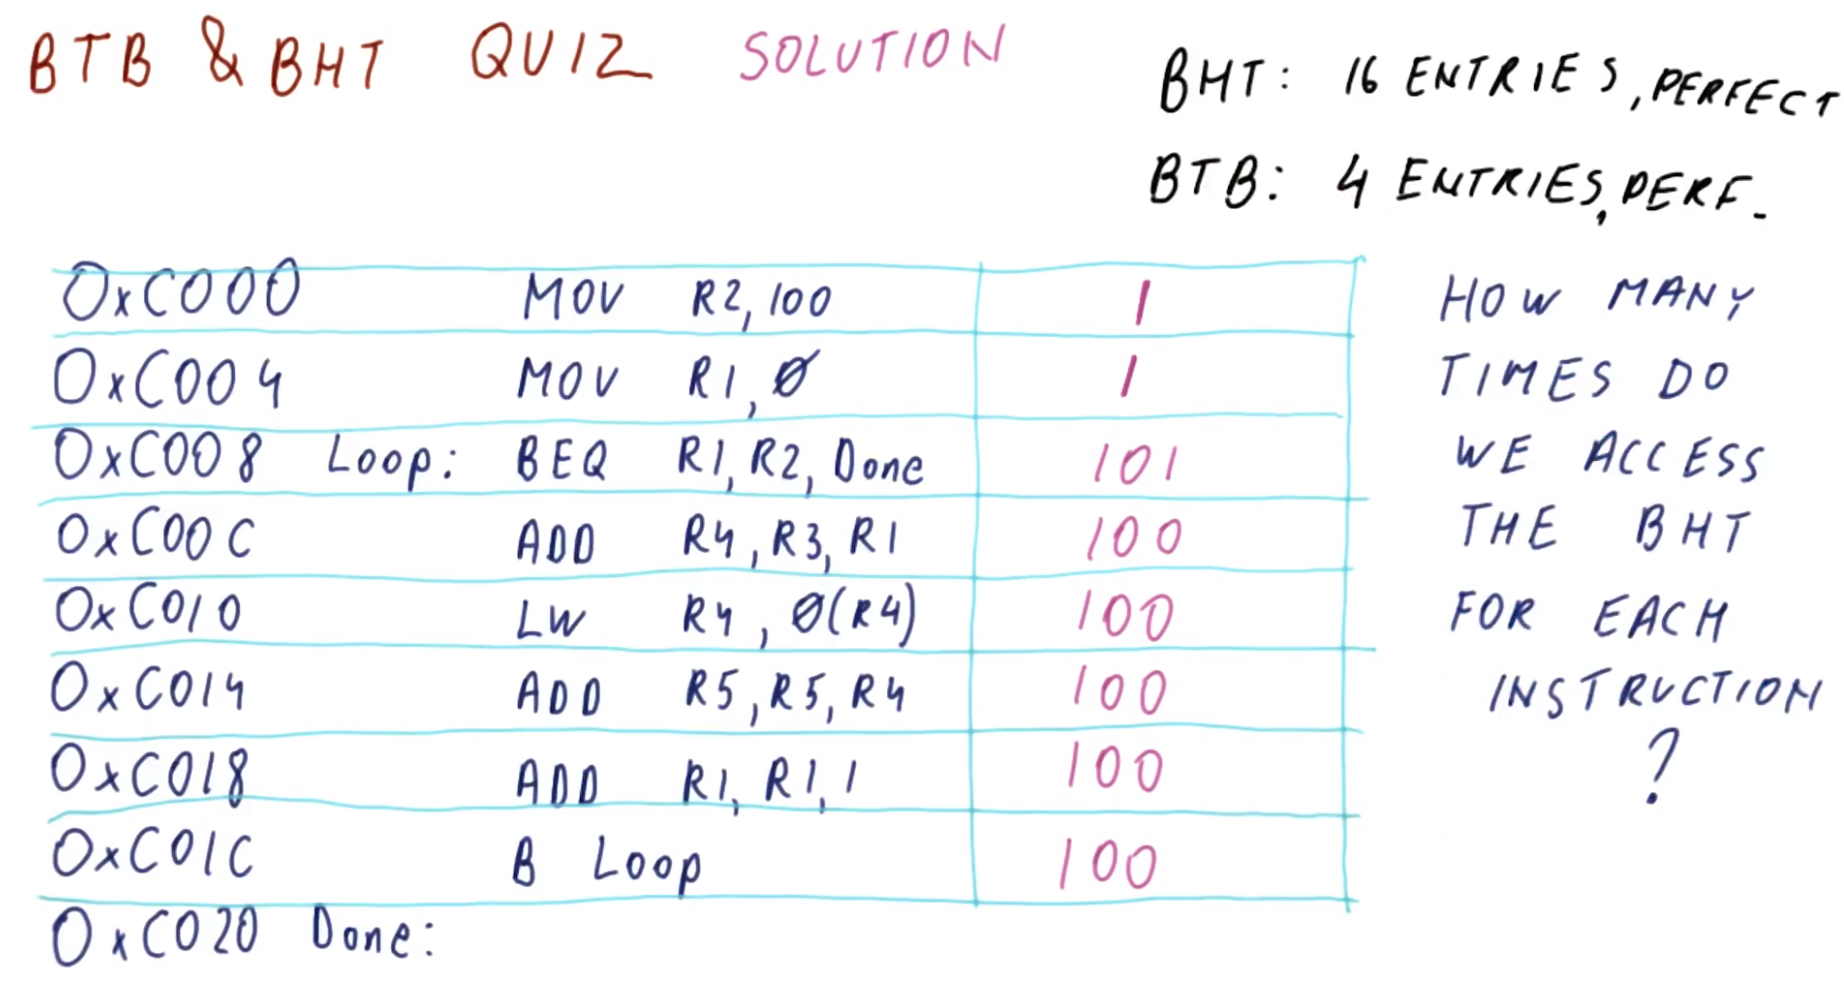 BTB & BHT QUIZ SOLUTION
BHT: 16 ENTRIES, PERFECT
BTB: 4 ENTRIES, PERF.
0xC000 MOV R2, 100 1
0xC004 MOV R1, 0 1
0xC008 Loop: BEQ R1, R2, Done 101
0xC00C ADD R4, R3, R1 100
0xC010 LW R4, 0(R4) 100
0xC014 ADD R5, R5, R4 100
0xC018 ADD R1, R1, 1 100
0xC01C B Loop 100
0xC020 Done:
HOW MANY
TIMES DO
WE ACCESS
THE BHT
FOR EACH
INSTRUCTION
?